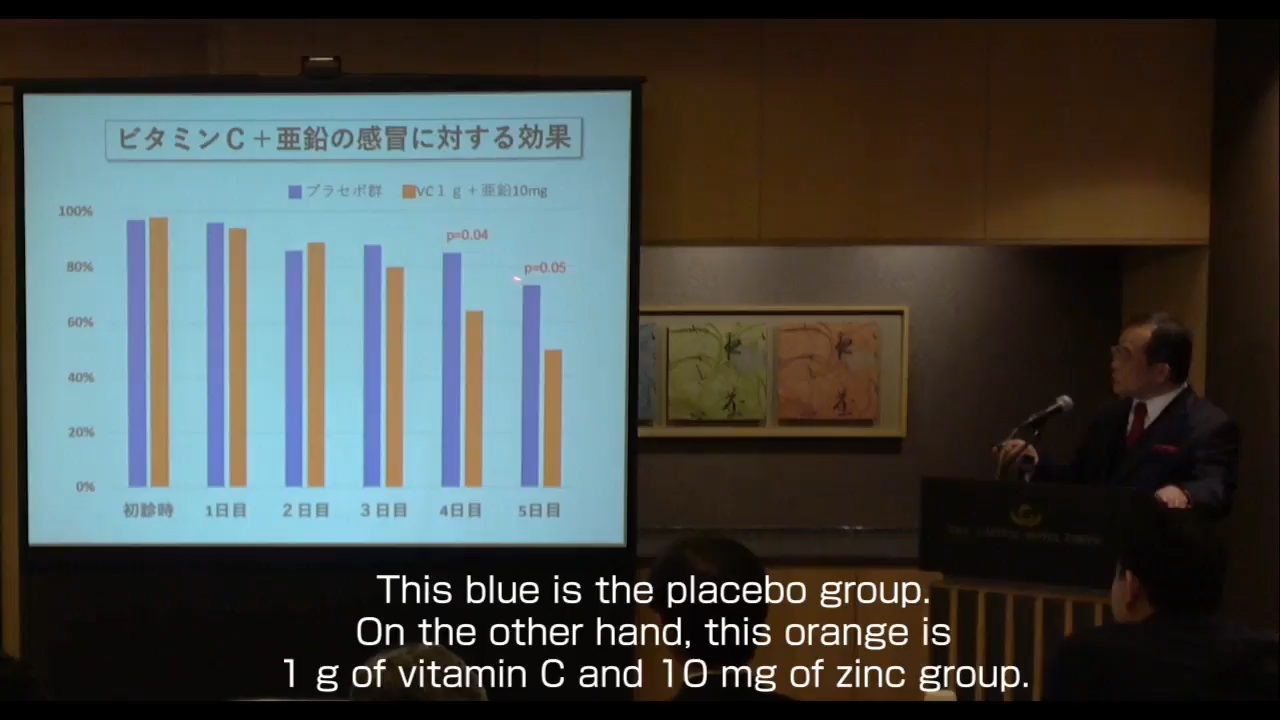 ビタミンC＋亜鉛の感冒に対する効果
プラセボ群 VC１ｇ＋亜鉛10mg
100%
80%
60%
40%
20%
0%
p=0.04
p=0.05
初診時 1日目 ２日目 ３日目 4日目 5日目
This blue is the placebo group.
On the other hand, this orange is
1 g of vitamin C and 10 mg of zinc group.